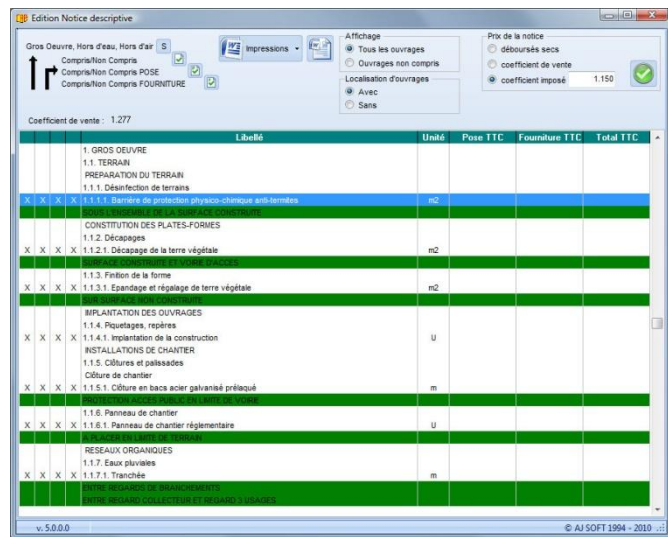 Edition Notice descriptive
Gros Oeuvre, Hors d'eau, Hors d'air S
Compris/Non Compris
Compris/Non Compris POSE
Compris/Non Compris FOURNITURE
Coefficient de vente : 1.277
Impressions
Affichage
Tous les ouvrages
Ouvrages non compris
Localisation d'ouvrages
Avec
Sans
Prix de la notice
déboursés secs
coefficient de vente
coefficient imposé 1.150
Libellé Unité Pose TTC Fourniture TTC Total TTC
1. GROS OEUVRE
1.1. TERRAIN
PREPARATION DU TERRAIN
1.1.1. Désinfection de terrains
X X X X 1.1.1.1. Barrière de protection physico-chimique anti-termites m2
SOUS L'ENSEMBLE DE LA SURFACE CONSTRUITE
CONSTITUTION DES PLATES-FORMES
1.1.2. Décapages
X X X X 1.1.2.1. Décapage de la terre végétale m2
SURFACE CONSTRUITE ET VOIRIE D'ACCES
1.1.3. Finition de la forme
X X X X 1.1.3.1. Epandage et régalage de terre végétale m2
SUR SURFACE NON CONSTRUITE
IMPLANTATION DES OUVRAGES
1.1.4. Piquetages, repères
X X X X 1.1.4.1. Implantation de la construction U
INSTALLATIONS DE CHANTIER
1.1.5. Clôtures et palissades
Clôture de chantier
X X X X 1.1.5.1. Clôture en bacs acier galvanisé prélaqué m
PROTECTION ACCES PUBLIC EN LIMITE DE VOIRIE
1.1.6. Panneau de chantier
X X X X 1.1.6.1. Panneau de chantier réglementaire U
A PLACER EN LIMITE DE TERRAIN
RESEAUX ORGANIQUES
1.1.7. Eaux pluviales
X X X X 1.1.7.1. Tranchée m
ENTRE REGARDS DE BRANCHEMENTS
ENTRE REGARD COLLECTEUR ET REGARD 3 USAGES
v. 5.0.0.0 © AJ SOFT 1994 - 2010